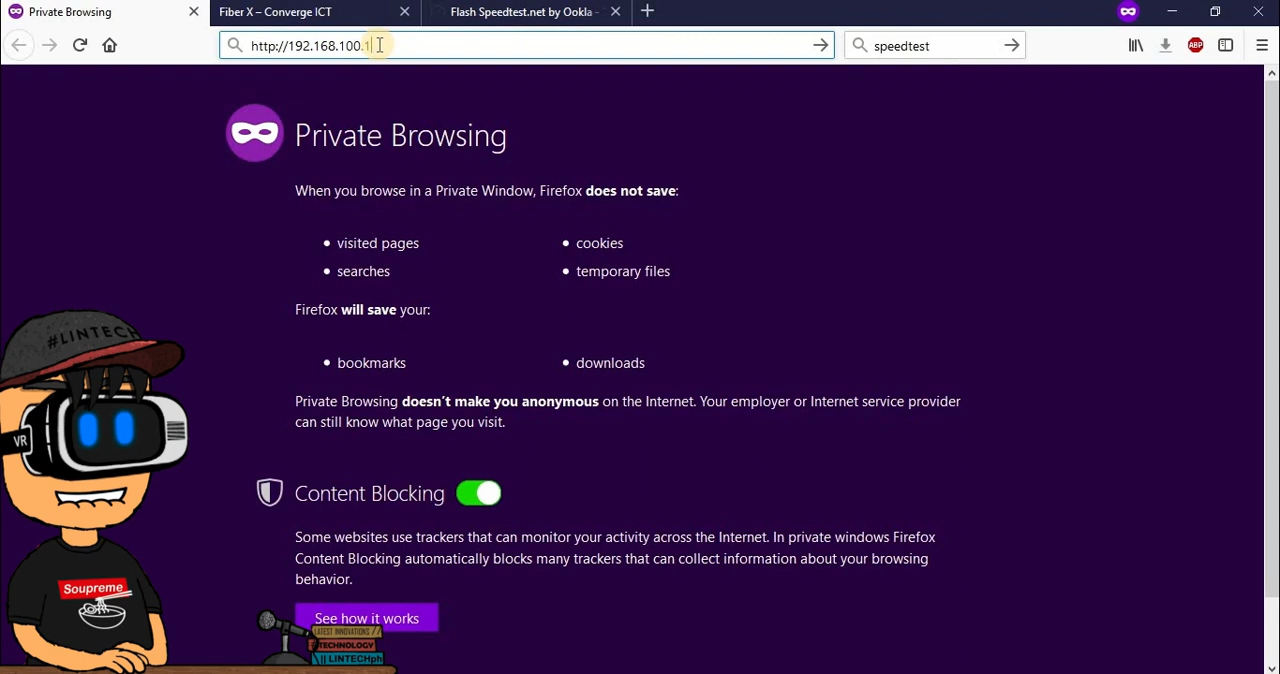 Private Browsing
Fiber X – Converge ICT
Flash Speedtest.net by Ookla -
http://192.168.100.1
speedtest
ABP
Private Browsing
When you browse in a Private Window, Firefox does not save:
visited pages
cookies
searches
temporary files
Firefox will save your:
bookmarks
downloads
Private Browsing doesn't make you anonymous on the Internet. Your employer or Internet service provider
can still know what page you visit.
Content Blocking
Some websites use trackers that can monitor your activity across the Internet. In private windows Firefox
Content Blocking automatically blocks many trackers that can collect information about your browsing
behavior.
See how it works
#LINTECH
VR
Soupreme
LATEST INNOVATIONS //
#TECHNOLOGY
\\ LINTECHph